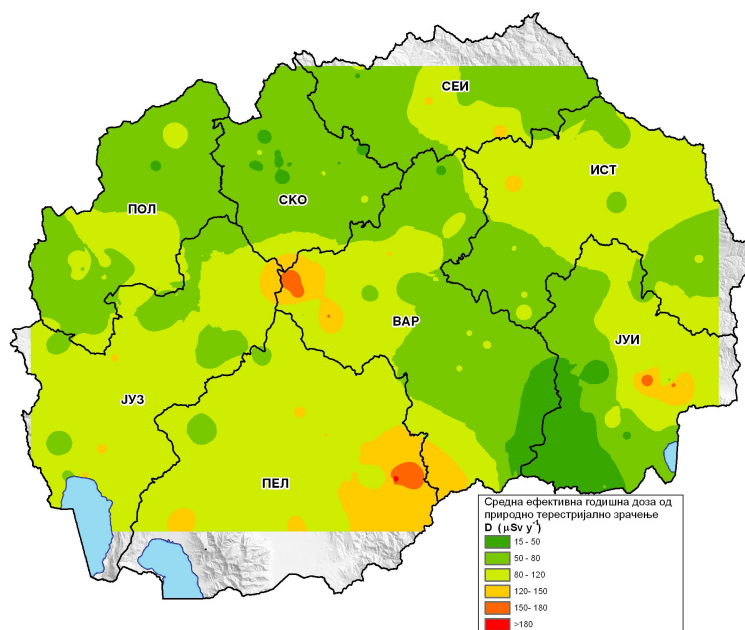 СЕИ
ИСТ
ПОЛ
СКО
ВАР
ЈУИ
ЈУЗ
ПЕЛ
Средна ефективна годишна доза од
природно терестријално зрачење
D ( μSv y⁻¹)
15 - 50
50 - 80
80 - 120
120- 150
150- 180
>180